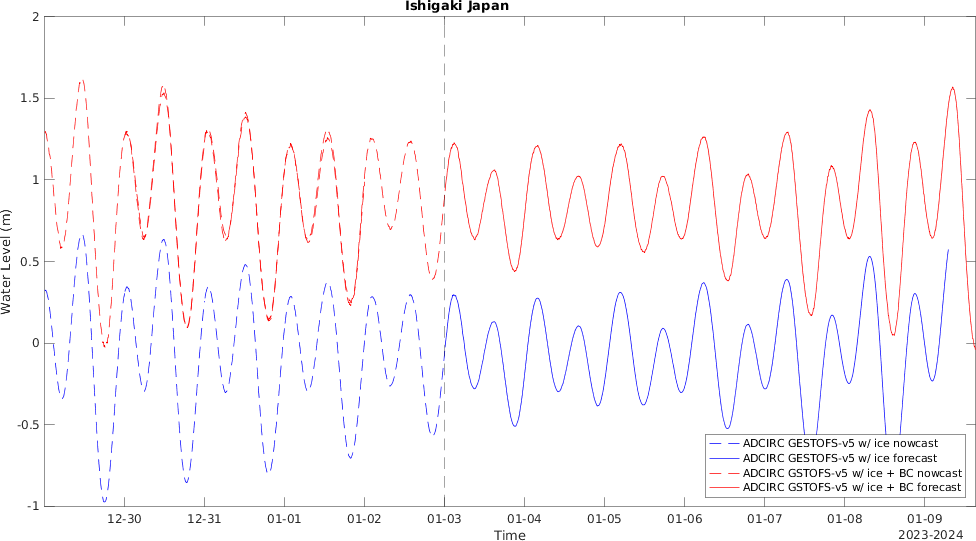 Ishigaki Japan
2
1.5
1
0.5
0
-0.5
-1
Water Level (m)
ADCIRC GESTOFS-v5 w/ ice nowcast
ADCIRC GESTOFS-v5 w/ ice forecast
ADCIRC GSTOFS-v5 w/ ice + BC nowcast
ADCIRC GSTOFS-v5 w/ ice + BC forecast
12-30 12-31 01-01 01-02 01-03 01-04 01-05 01-06 01-07 01-08 01-09
Time
2023-2024